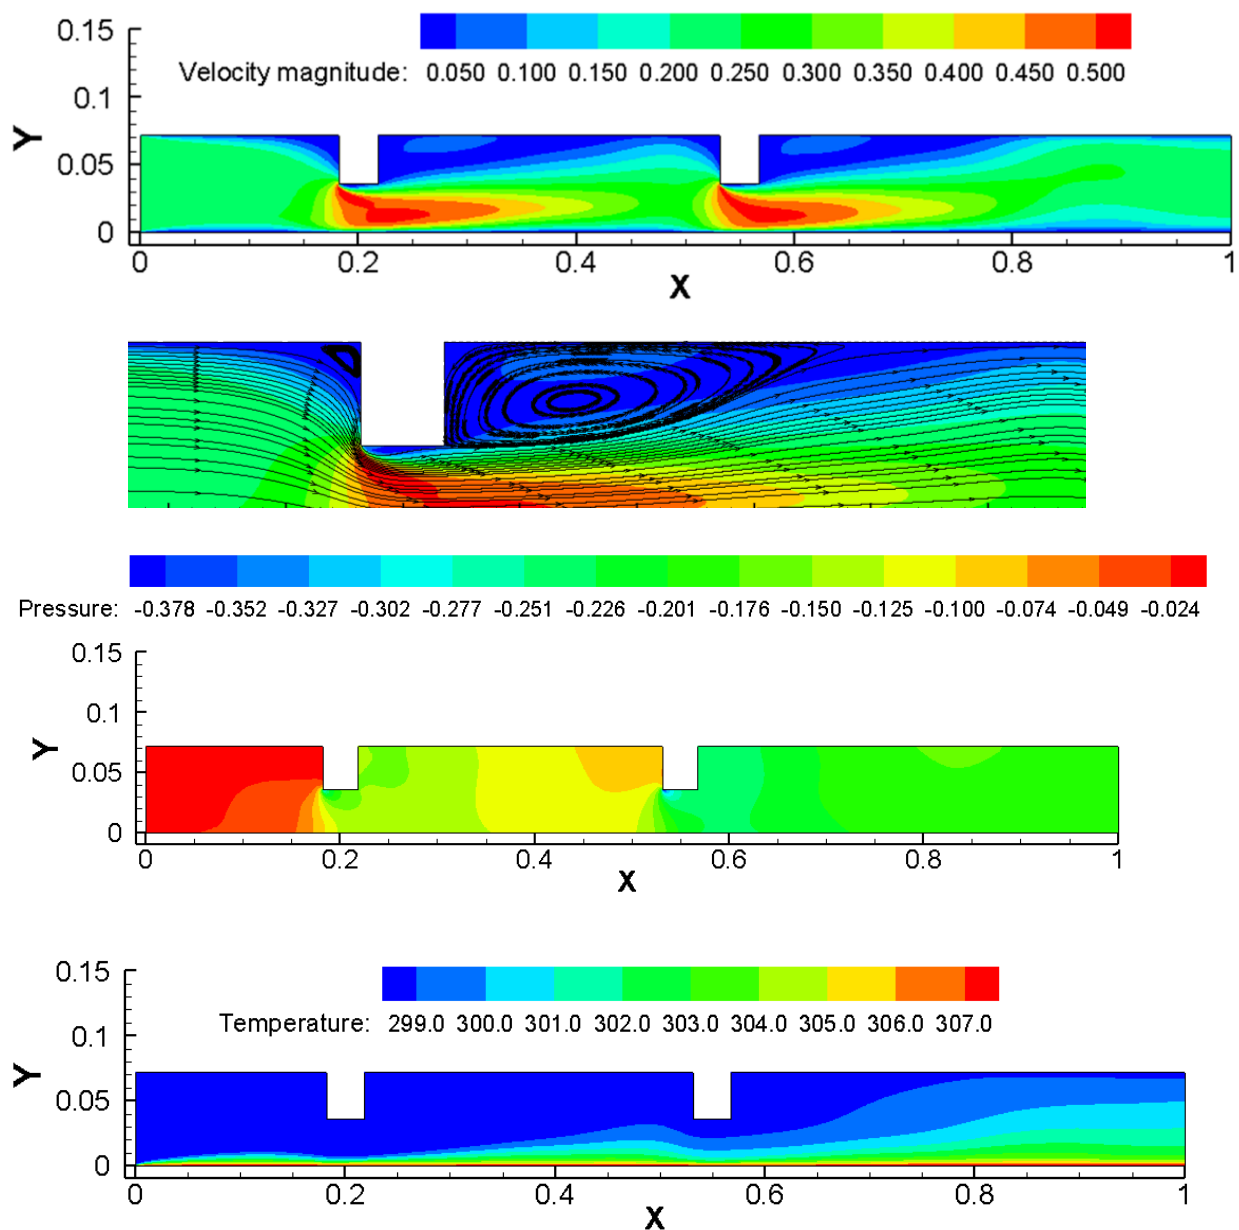 0.15
Velocity magnitude: 0.050 0.100 0.150 0.200 0.250 0.300 0.350 0.400 0.450 0.500
0.1
Y
0.05
0
0 0.2 0.4 0.6 0.8 1
X
Pressure: -0.378 -0.352 -0.327 -0.302 -0.277 -0.251 -0.226 -0.201 -0.176 -0.150 -0.125 -0.100 -0.074 -0.049 -0.024
0.15
0.1
Y
0.05
0
0 0.2 0.4 0.6 0.8 1
X
0.15
Temperature: 299.0 300.0 301.0 302.0 303.0 304.0 305.0 306.0 307.0
0.1
Y
0.05
0
0 0.2 0.4 0.6 0.8 1
X